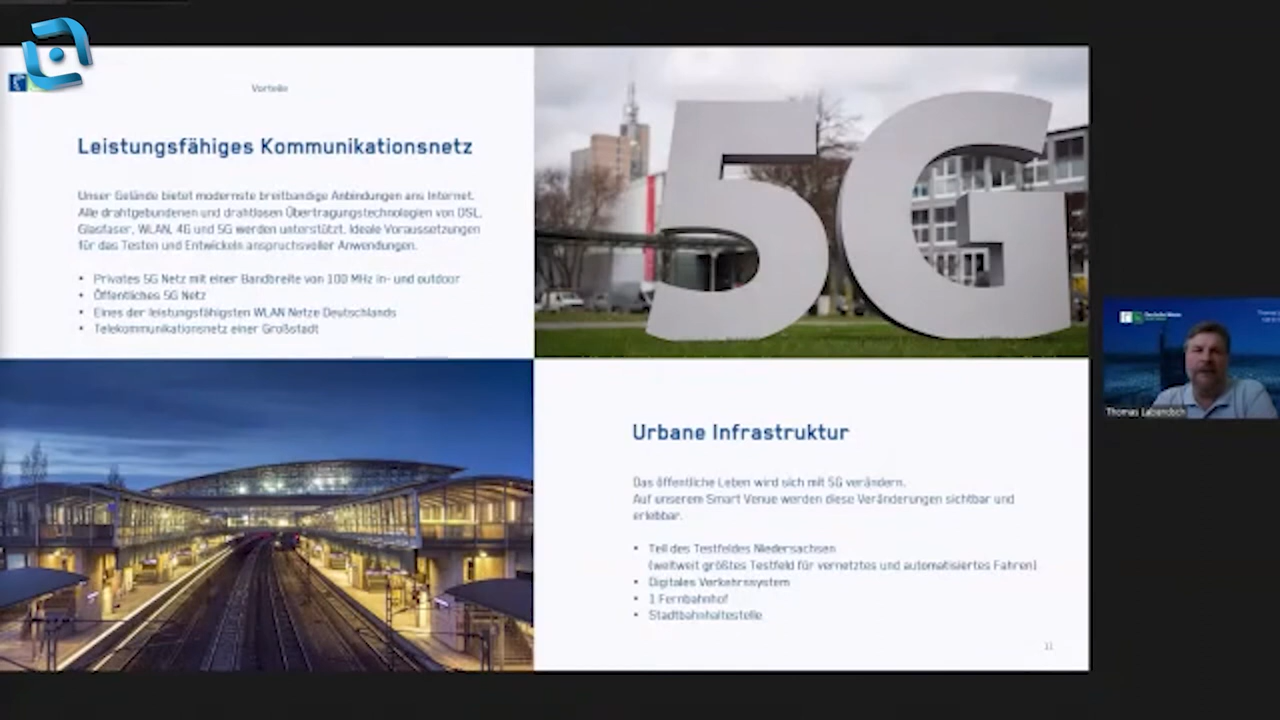 Vorteile
Leistungsfähiges Kommunikationsnetz
Unser Gelände bietet modernste breitbandige Anbindungen ans Internet.
Alle drahtgebundenen und drahtlosen Übertragungstechnologien von DSL,
Glasfaser, WLAN, 4G und 5G werden unterstützt. Ideale Voraussetzungen
für das Testen und Entwickeln anspruchsvoller Anwendungen.
• Privates 5G Netz mit einer Bandbreite von 100 MHz in- und outdoor
• Öffentliches 5G Netz
• Eines der leistungsfähigsten WLAN Netze Deutschlands
• Telekommunikationsnetz einer Großstadt
5G
Urbane Infrastruktur
Das öffentliche Leben wird sich mit 5G verändern.
Auf unserem Smart Venue werden diese Veränderungen sichtbar und
erlebbar.
• Teil des Testfeldes Niedersachsen
(weltweit größtes Testfeld für vernetztes und automatisiertes Fahren)
• Digitales Verkehrssystem
• 1 Fernbahnhof
• Stadtbahnhaltestelle
11
Deutsche Messe
Thomas Labendsch